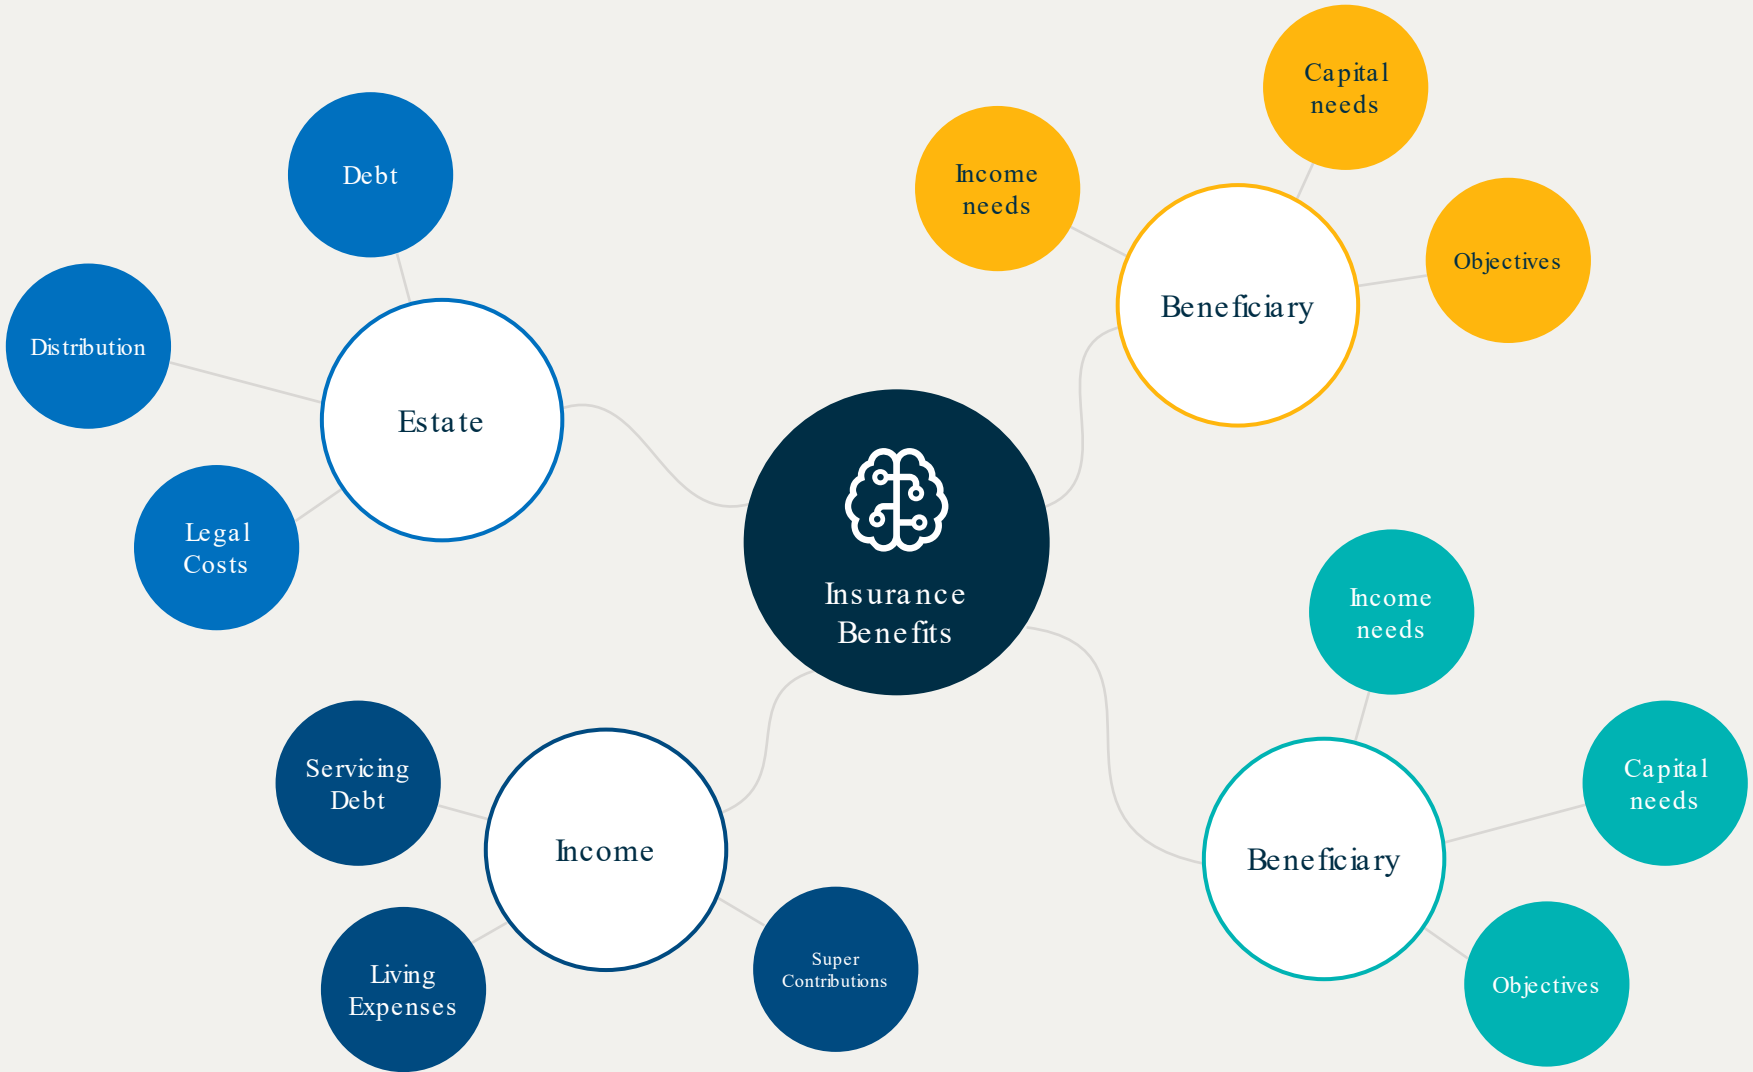 Capital
needs
Income
needs
Objectives
Beneficiary
Debt
Distribution
Estate
Legal
Costs
Insurance
Benefits
Income
needs
Capital
needs
Beneficiary
Objectives
Servicing
Debt
Income
Living
Expenses
Super
Contributions